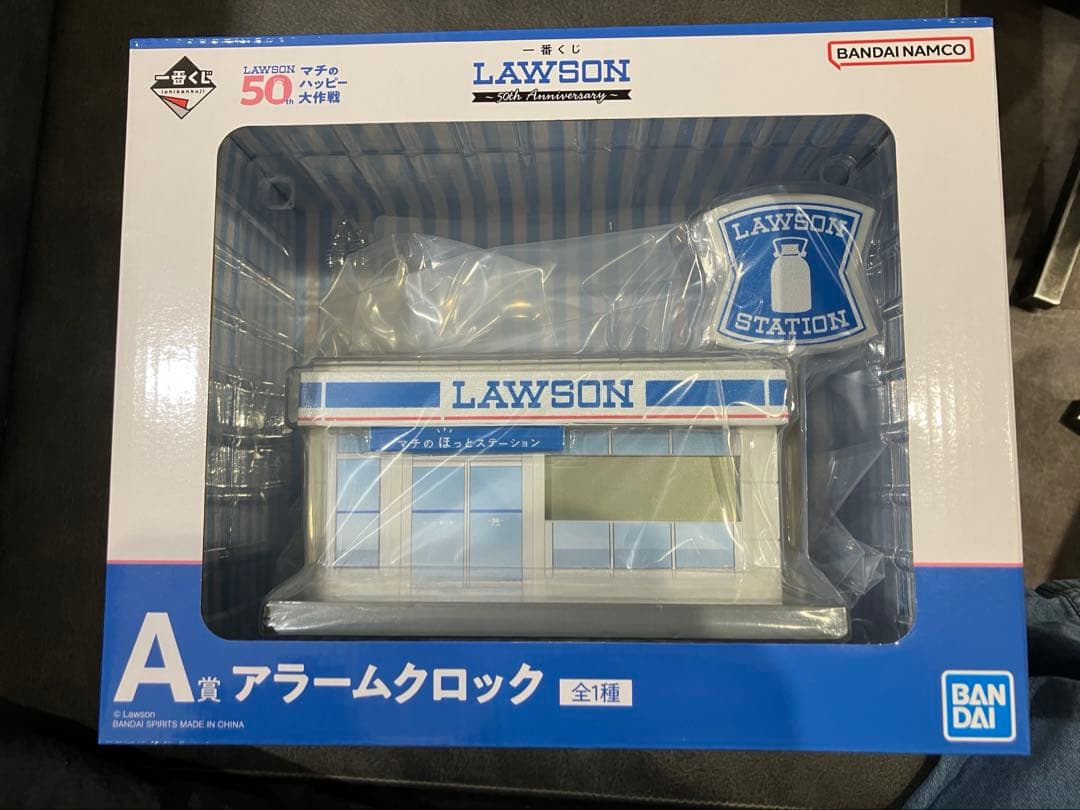 一番くじ
ichibankuji
LAWSON
50th
マチの
ハッピー
大作戦
一番くじ
LAWSON
~50th Anniversary~
BANDAI NAMCO
LAWSON
STATION
LAWSON
マチの ほっとステーション
A賞 アラームクロック 全1種
© Lawson
BANDAI SPIRITS MADE IN CHINA
BAN
DAI